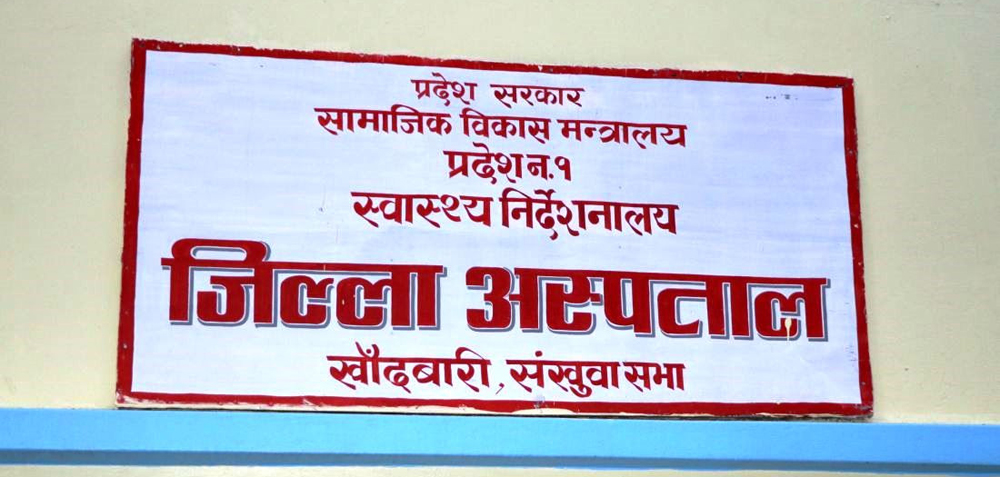 प्रदेश सरकार
सामाजिक विकास मन्त्रालय
प्रदेश न.१
स्वास्थ्य निर्देशनालय
जिल्ला अस्पताल
खाँदबारी, संखुवा सभा